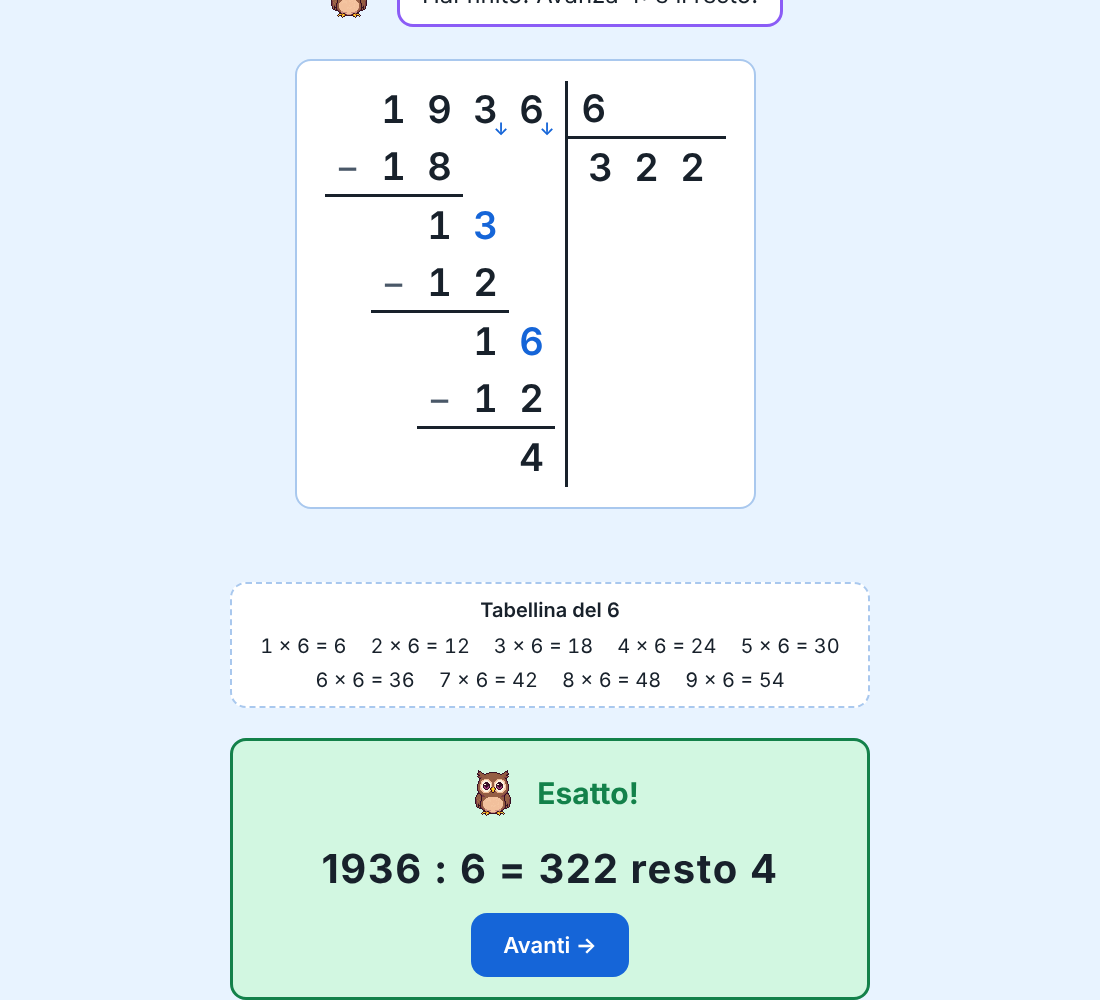 1 9 3 6 6
– 1 8 3 2 2
1 3
– 1 2
1 6
– 1 2
4
Tabellina del 6
1 × 6 = 6 2 × 6 = 12 3 × 6 = 18 4 × 6 = 24 5 × 6 = 30
6 × 6 = 36 7 × 6 = 42 8 × 6 = 48 9 × 6 = 54
Esatto!
1936 : 6 = 322 resto 4
Avanti →